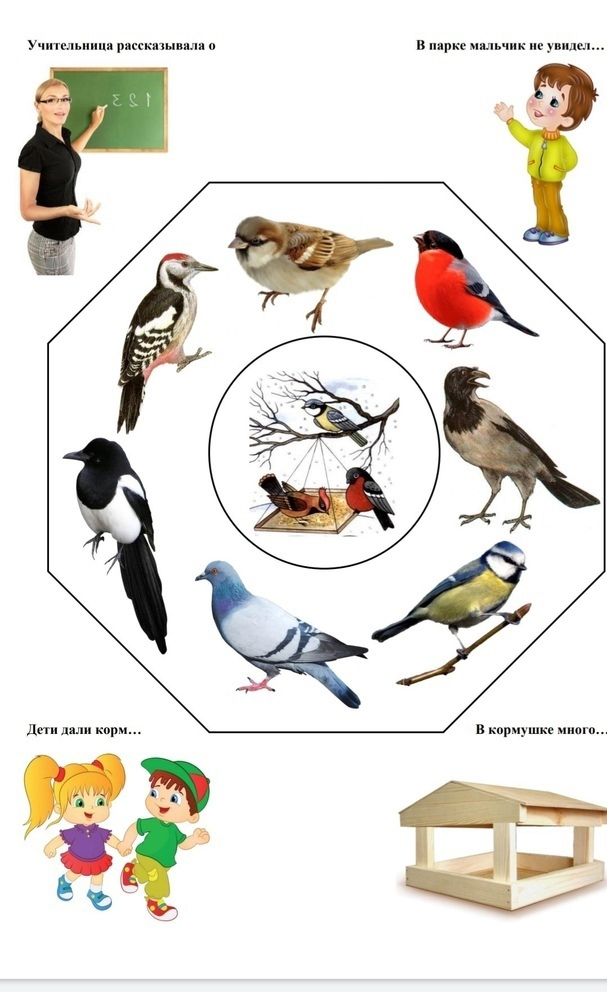 Учительница рассказывала о
В парке мальчик не увидел…
Дети дали корм…
В кормушке много…